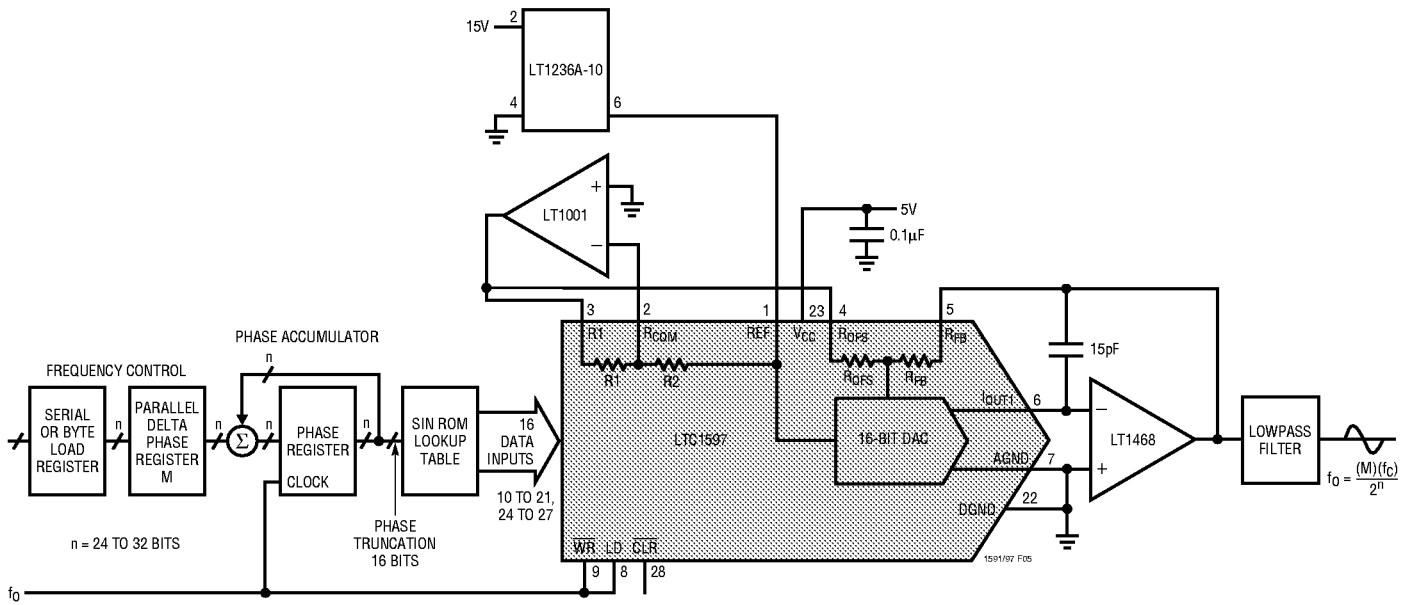 2
15V
LT1236A-10
4
6
+
LT1001
–
5V
0.1µF
3
2
1
23
4
5
R1
RCOM
REF
VCC
ROFS
RFB
R1
R2
ROFS
RFB
15pF
PHASE ACCUMULATOR
n
FREQUENCY CONTROL
SERIAL
OR BYTE
LOAD
REGISTER
n
PARALLEL
DELTA
PHASE
REGISTER
M
n
Σ
n
PHASE
REGISTER
CLOCK
n
SIN ROM
LOOKUP
TABLE
16
DATA
INPUTS
10 TO 21,
24 TO 27
LTC1597
16-BIT DAC
IOUT1
6
AGND
7
DGND
22
–
+
LT1468
LOWPASS
FILTER
fO = (M)(fC)
2n
PHASE
TRUNCATION
16 BITS
n = 24 TO 32 BITS
WR
LD
CLR
9
8
28
1591/97 F05
fO